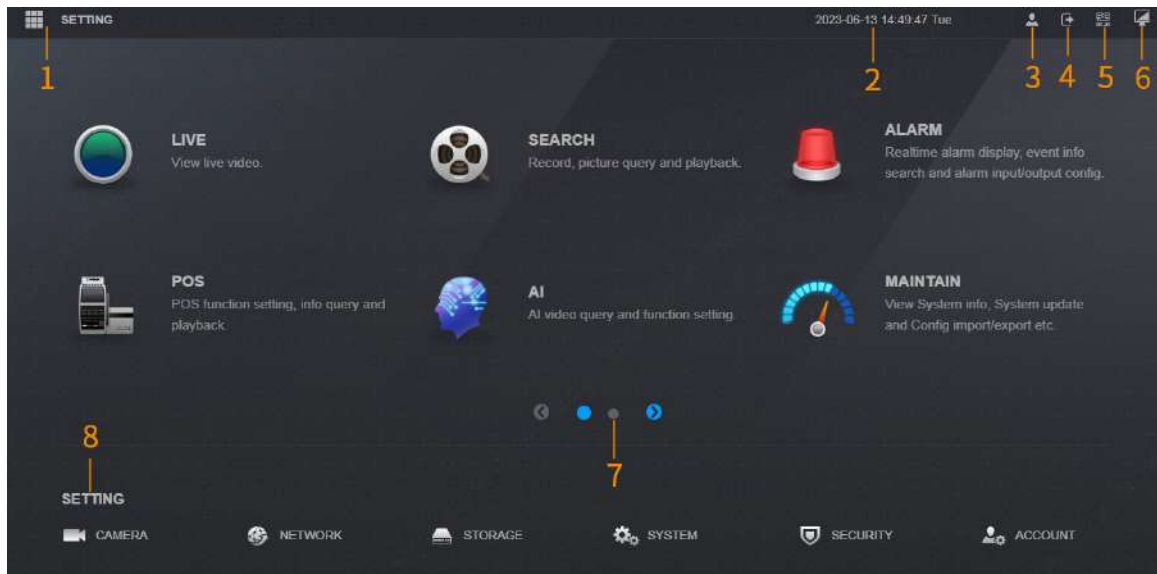 SETTING
2023-06-13 14:49:47 Tue
1
2
3
4
5
6
LIVE
View live video.
SEARCH
Record, picture query and playback.
ALARM
Realtime alarm display, event info
search and alarm input/output config.
POS
POS function setting, info query and
playback.
AI
AI video query and function setting
MAINTAIN
View System info, System update
and Config import/export etc.
7
8
SETTING
CAMERA
NETWORK
STORAGE
SYSTEM
SECURITY
ACCOUNT